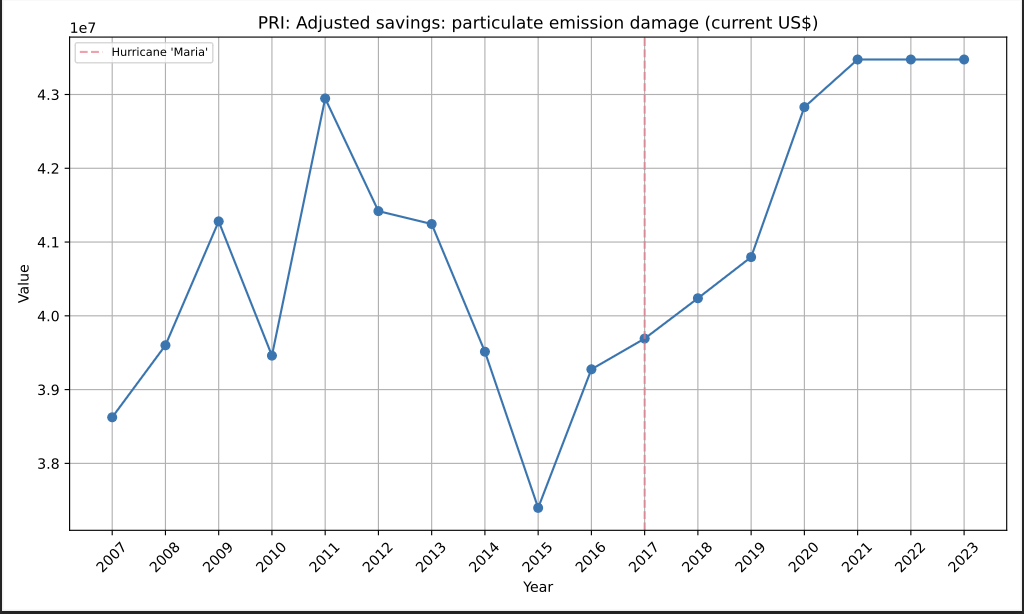 PRI: Adjusted savings: particulate emission damage (current US$)
1e7
Hurricane 'Maria'
4.3
4.2
4.1
4.0
3.9
3.8
Value
2007 2008 2009 2010 2011 2012 2013 2014 2015 2016 2017 2018 2019 2020 2021 2022 2023
Year